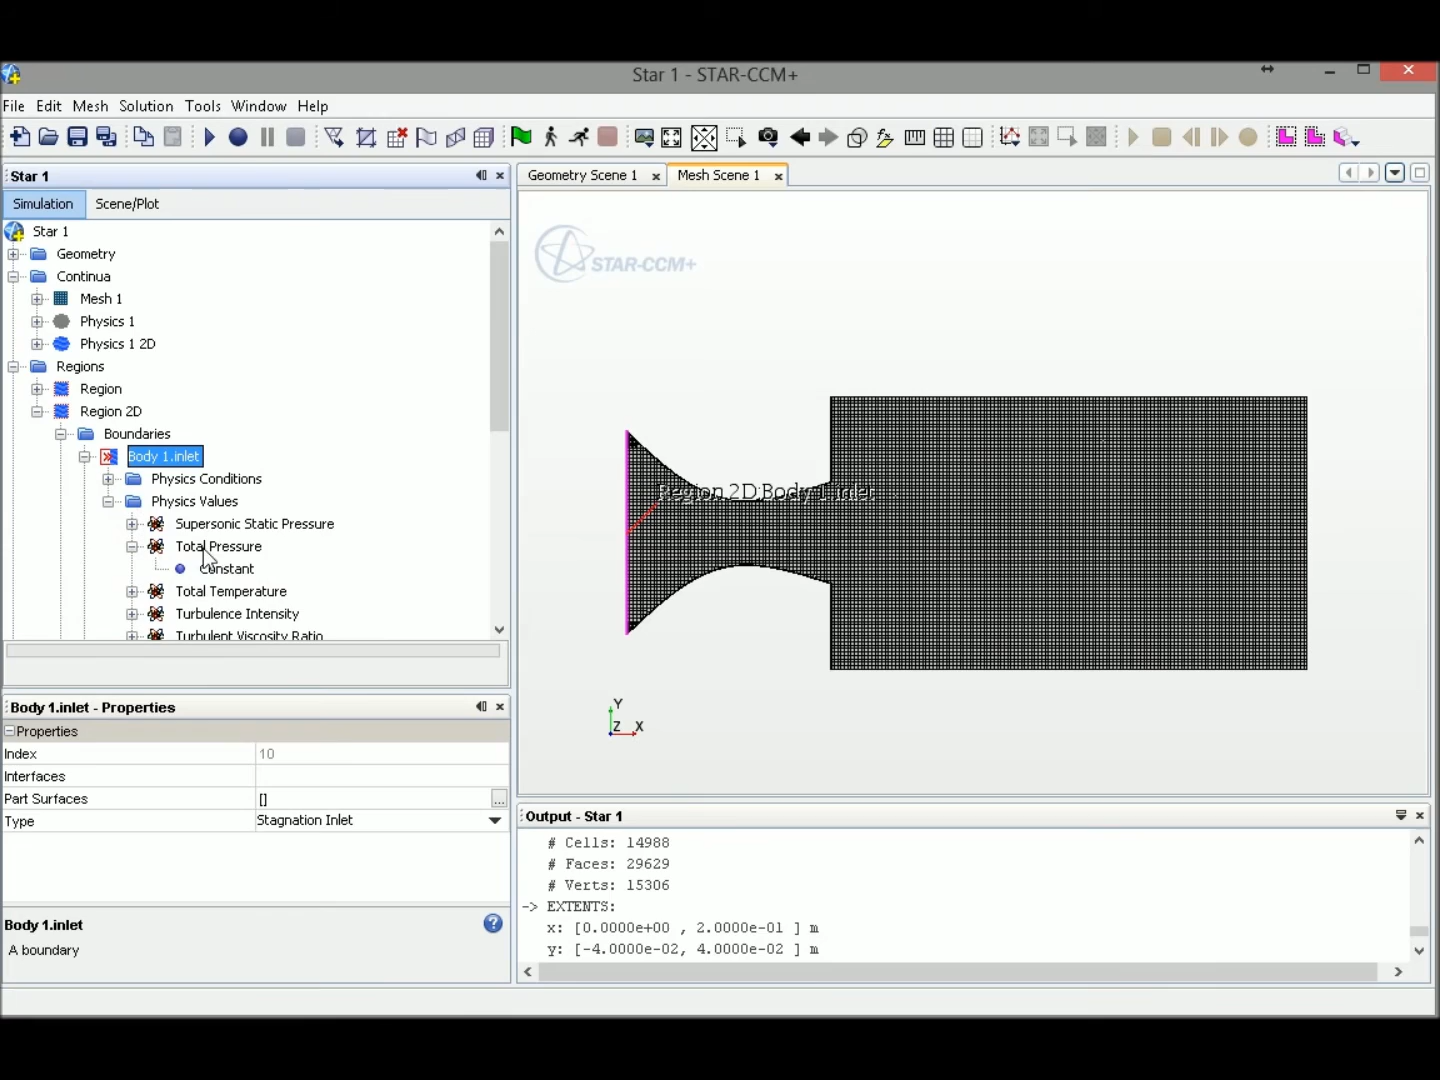 Star 1 - STAR-CCM+
File Edit Mesh Solution Tools Window Help
Star 1
Simulation Scene/Plot
Star 1
Geometry
Continua
Mesh 1
Physics 1
Physics 1 2D
Regions
Region
Region 2D
Boundaries
Body 1.inlet
Physics Conditions
Physics Values
Supersonic Static Pressure
Total Pressure
Constant
Total Temperature
Turbulence Intensity
Turbulent Viscosity Ratio
Body 1.inlet - Properties
Properties
Index 10
Interfaces
Part Surfaces []
...
Type Stagnation Inlet
Body 1.inlet
A boundary
Geometry Scene 1 Mesh Scene 1
STAR-CCM+
Region 2D.Body 1.inlet
Y
Z X
Output - Star 1
# Cells: 14988
# Faces: 29629
# Verts: 15306
-> EXTENTS:
x: [0.0000e+00 , 2.0000e-01 ] m
y: [-4.0000e-02, 4.0000e-02 ] m